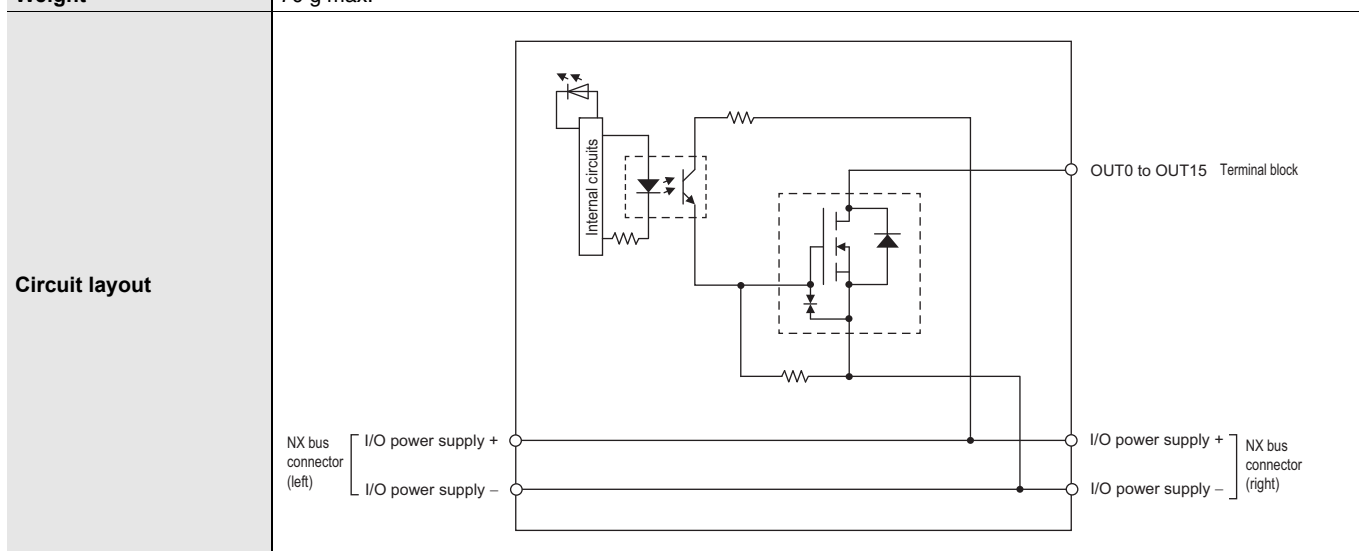 Weight 70 g max.
Circuit layout
Internal circuits
OUT0 to OUT15 Terminal block
NX bus
connector
(left)
I/O power supply +
I/O power supply –
I/O power supply +
I/O power supply –
NX bus
connector
(right)